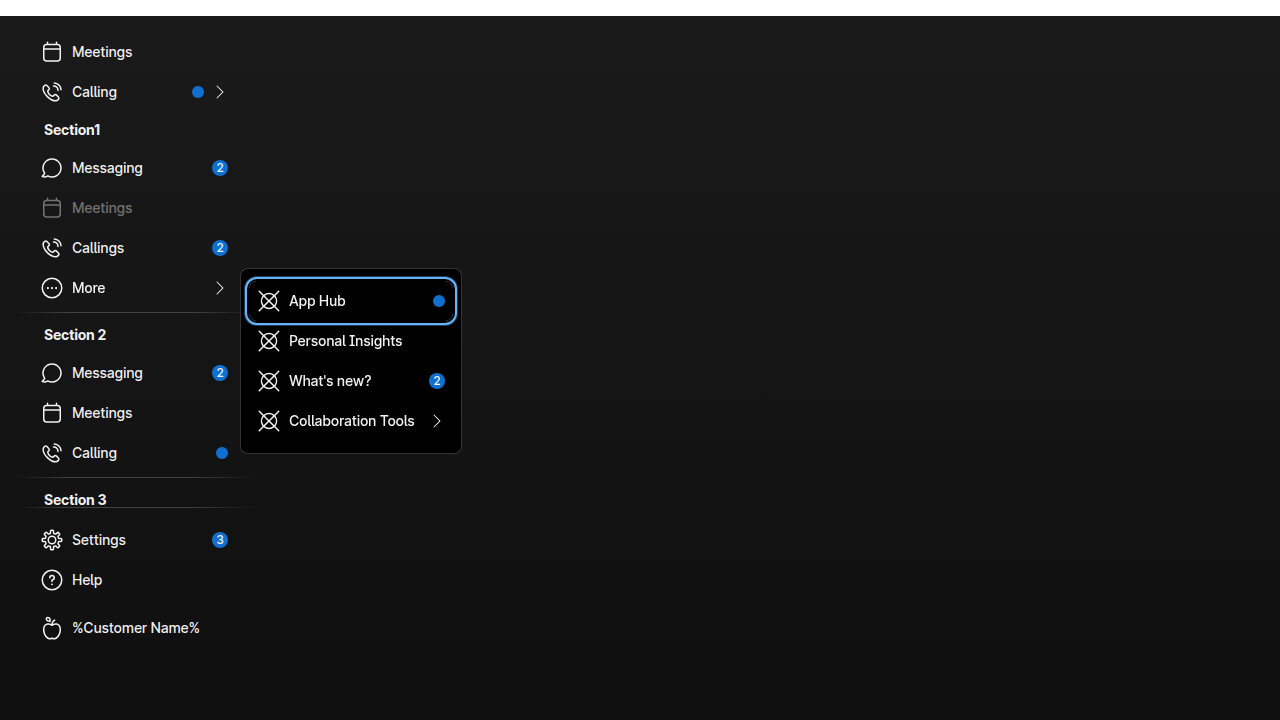 Meetings
Calling
Section1
Messaging 2
Meetings
Callings 2
More
App Hub
Personal Insights
What's new? 2
Collaboration Tools
Section 2
Messaging 2
Meetings
Calling
Section 3
Settings 3
Help
%Customer Name%